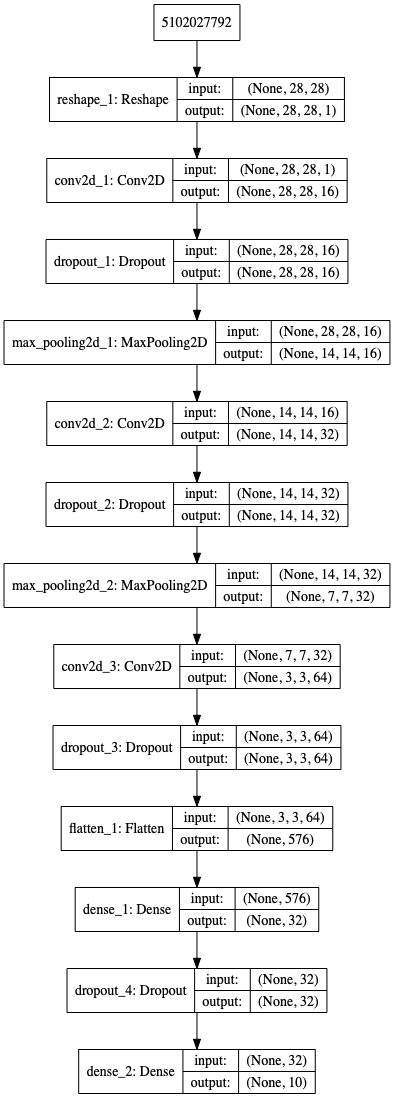 5102027792
reshape_1: Reshape
input: (None, 28, 28)
output: (None, 28, 28, 1)
conv2d_1: Conv2D
input: (None, 28, 28, 1)
output: (None, 28, 28, 16)
dropout_1: Dropout
input: (None, 28, 28, 16)
output: (None, 28, 28, 16)
max_pooling2d_1: MaxPooling2D
input: (None, 28, 28, 16)
output: (None, 14, 14, 16)
conv2d_2: Conv2D
input: (None, 14, 14, 16)
output: (None, 14, 14, 32)
dropout_2: Dropout
input: (None, 14, 14, 32)
output: (None, 14, 14, 32)
max_pooling2d_2: MaxPooling2D
input: (None, 14, 14, 32)
output: (None, 7, 7, 32)
conv2d_3: Conv2D
input: (None, 7, 7, 32)
output: (None, 3, 3, 64)
dropout_3: Dropout
input: (None, 3, 3, 64)
output: (None, 3, 3, 64)
flatten_1: Flatten
input: (None, 3, 3, 64)
output: (None, 576)
dense_1: Dense
input: (None, 576)
output: (None, 32)
dropout_4: Dropout
input: (None, 32)
output: (None, 32)
dense_2: Dense
input: (None, 32)
output: (None, 10)